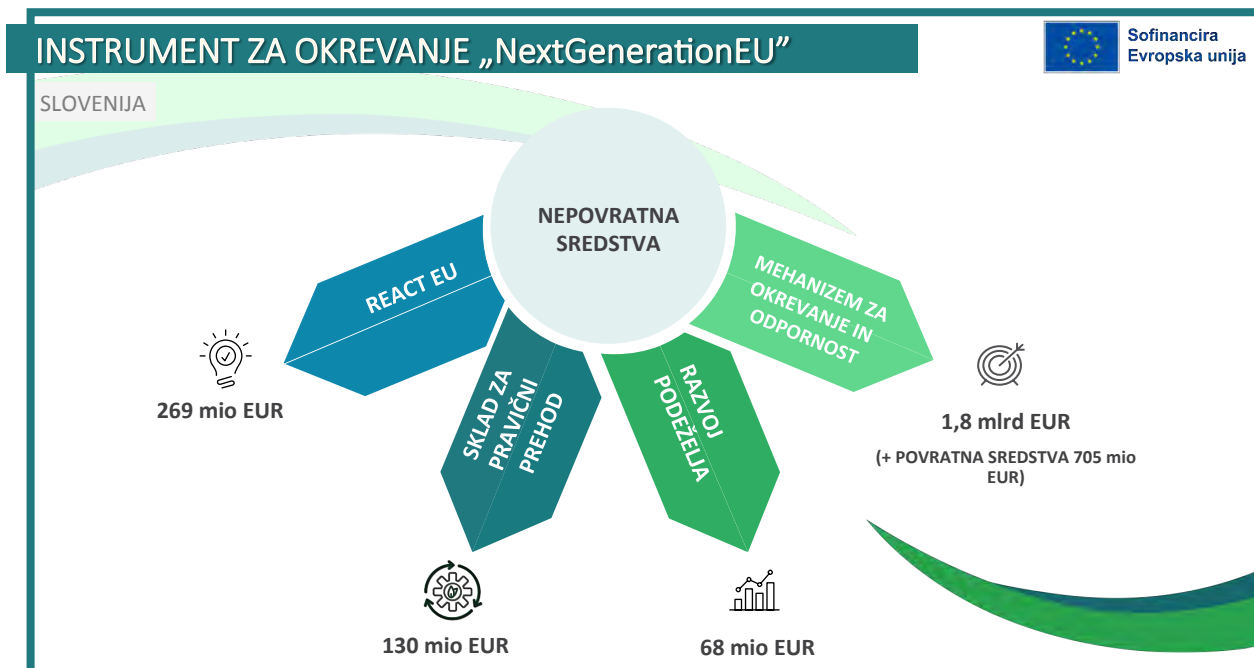 INSTRUMENT ZA OKREVANJE „NextGenerationEU”
Sofinancira
Evropska unija
SLOVENIJA
NEPOVRATNA
SREDSTVA
REACT EU
269 mio EUR
SKLAD ZA
PRAVIČNI
PREHOD
130 mio EUR
RAZVOJ
PODEŽELJA
68 mio EUR
MEHANIZEM ZA
OKREVANJE IN
ODPORNOST
1,8 mlrd EUR
(+ POVRATNA SREDSTVA 705 mio
EUR)